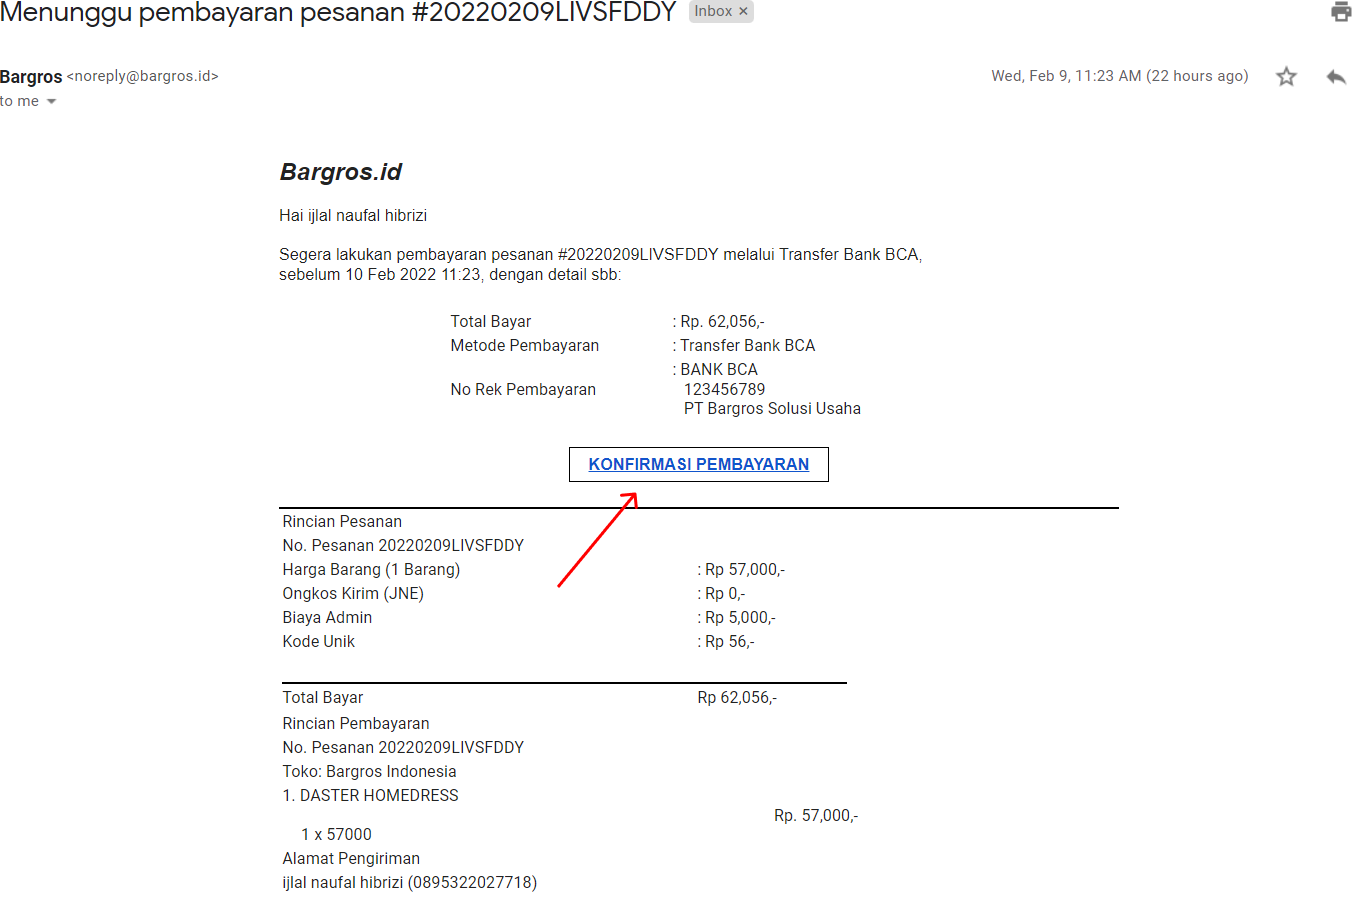 Menunggu pembayaran pesanan #20220209LIVSFDDY Inbox ×
Bargros <noreply@bargros.id> Wed, Feb 9, 11:23 AM (22 hours ago)
to me
Bargros.id
Hai ijlal naufal hibrizi
Segera lakukan pembayaran pesanan #20220209LIVSFDDY melalui Transfer Bank BCA,
sebelum 10 Feb 2022 11:23, dengan detail sbb:
Total Bayar : Rp. 62,056,-
Metode Pembayaran : Transfer Bank BCA
: BANK BCA
No Rek Pembayaran 123456789
PT Bargros Solusi Usaha
KONFIRMASI PEMBAYARAN
Rincian Pesanan
No. Pesanan 20220209LIVSFDDY
Harga Barang (1 Barang) : Rp 57,000,-
Ongkos Kirim (JNE) : Rp 0,-
Biaya Admin : Rp 5,000,-
Kode Unik : Rp 56,-
Total Bayar Rp 62,056,-
Rincian Pembayaran
No. Pesanan 20220209LIVSFDDY
Toko: Bargros Indonesia
1. DASTER HOMEDRESS
Rp. 57,000,-
1 x 57000
Alamat Pengiriman
ijlal naufal hibrizi (0895322027718)